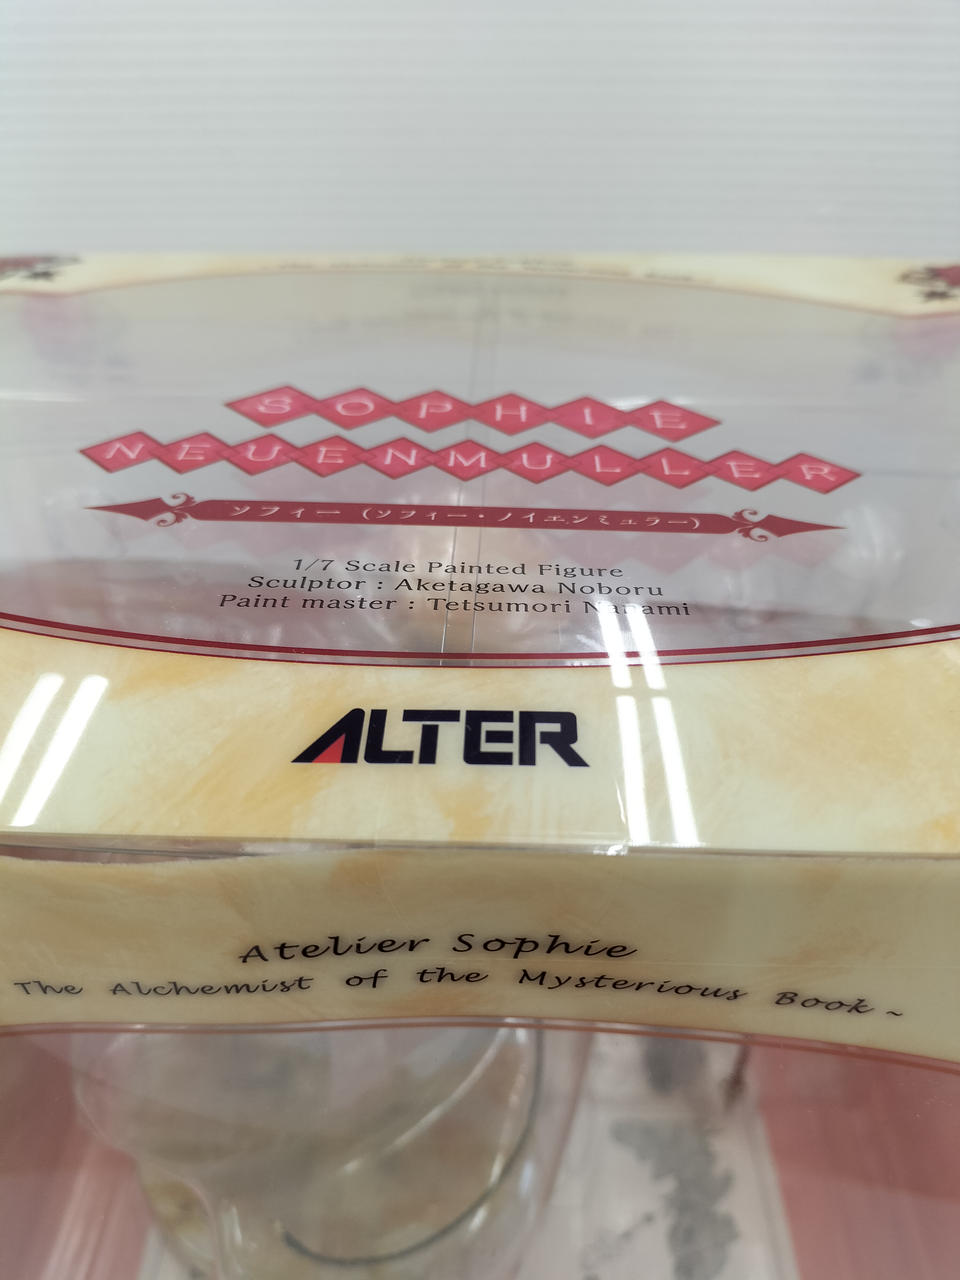 SOPHIE
NEUENMULLER
ソフィー (ソフィー・ノイエンミュラー)
1/7 Scale Painted Figure
Sculptor : Aketagawa Noboru
Paint master : Tetsumori Nanami
ALTER
Atelier Sophie
The Alchemist of the Mysterious Book ~